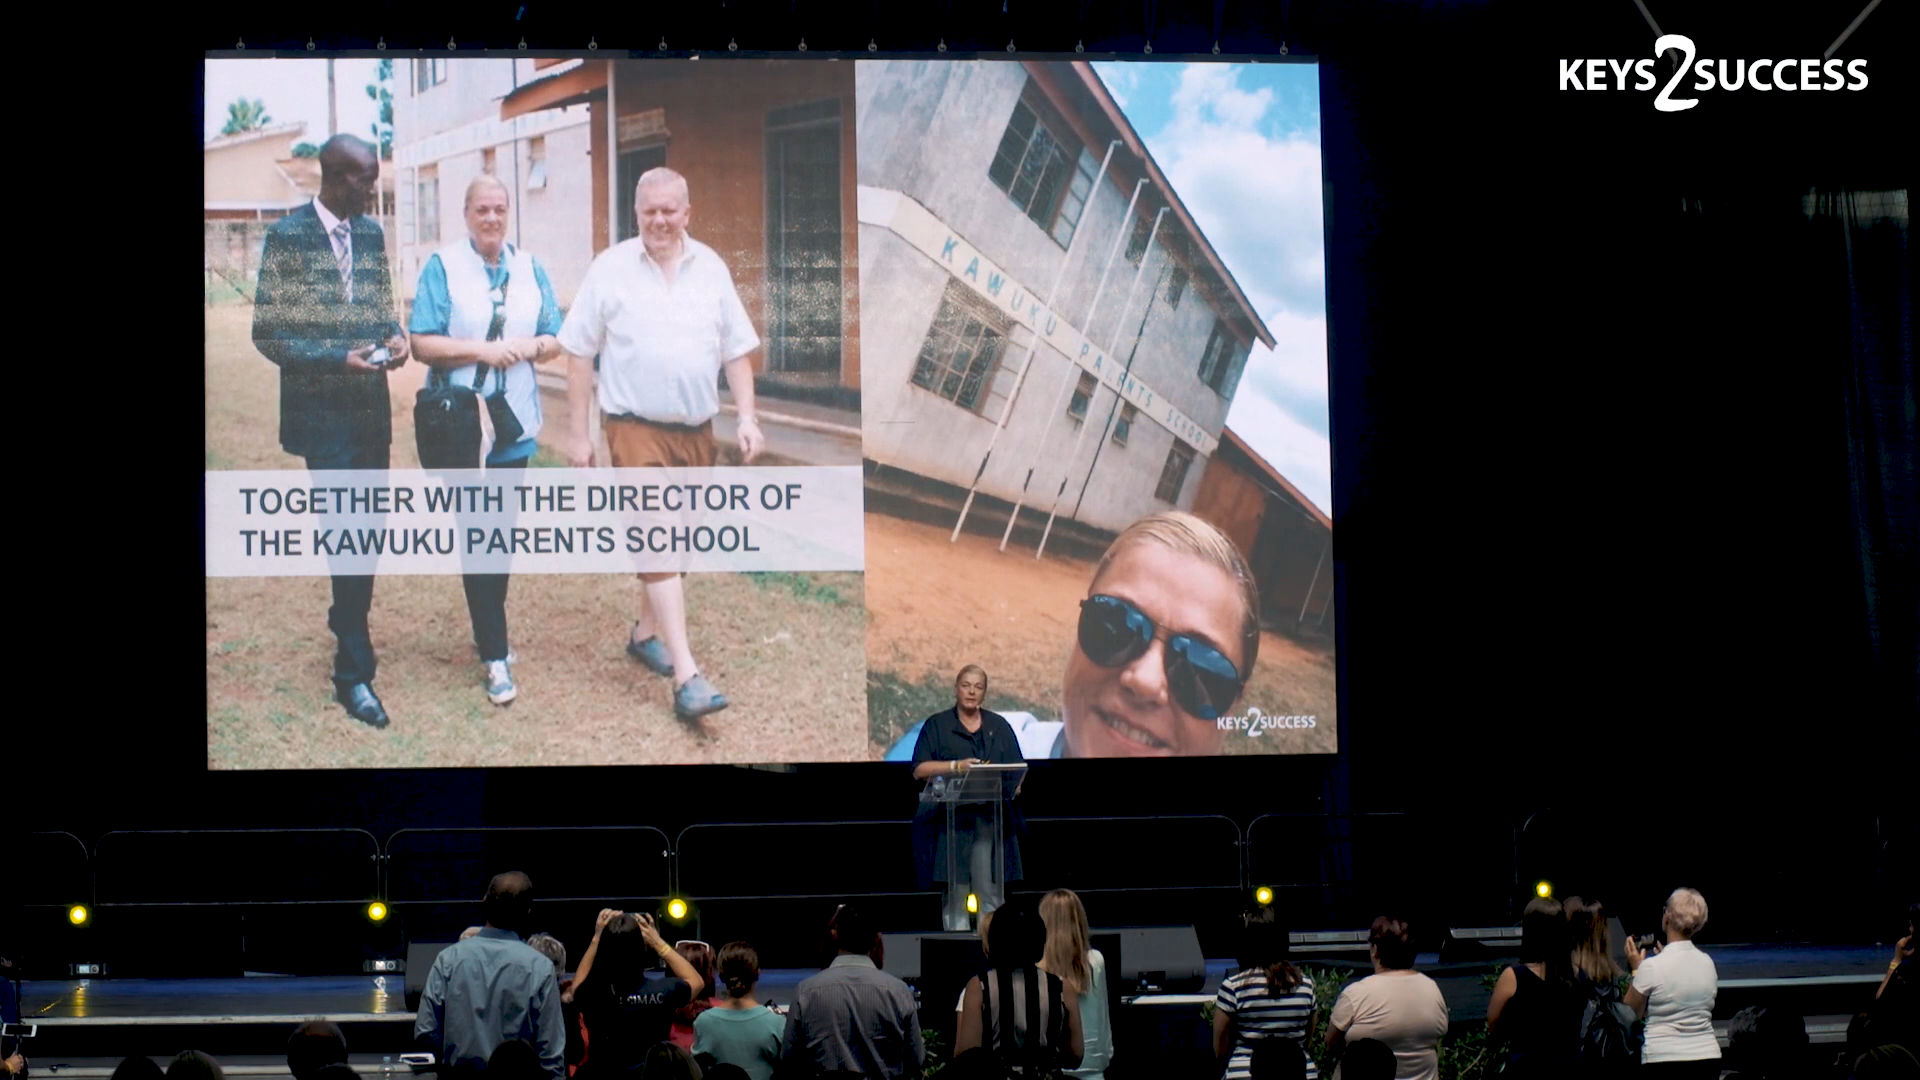 KEYS2SUCCESS
KAWUKU PARENTS SCHOOL
TOGETHER WITH THE DIRECTOR OF
THE KAWUKU PARENTS SCHOOL
KEYS2SUCCESS